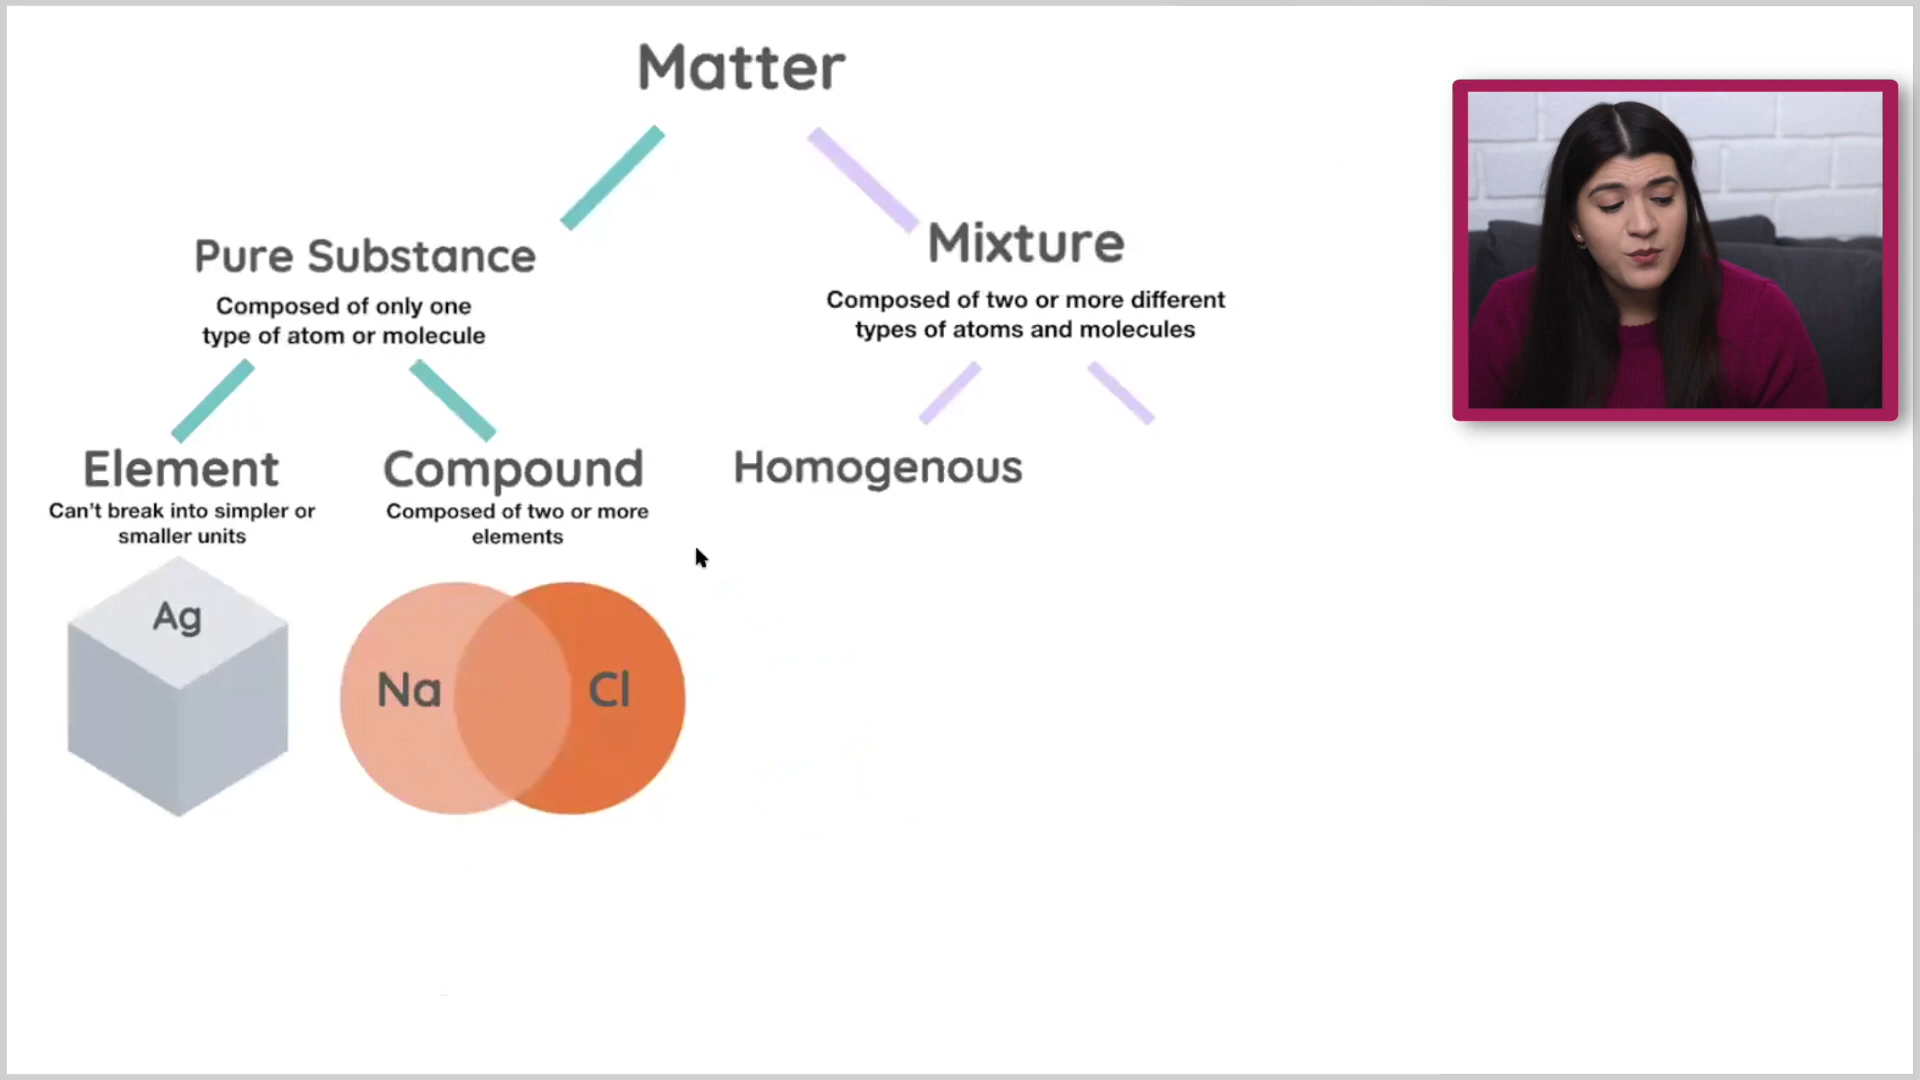 Matter
Pure Substance
Composed of only one
type of atom or molecule
Mixture
Composed of two or more different
types of atoms and molecules
Element
Can't break into simpler or
smaller units
Compound
Composed of two or more
elements
Homogenous
Ag
Na
Cl